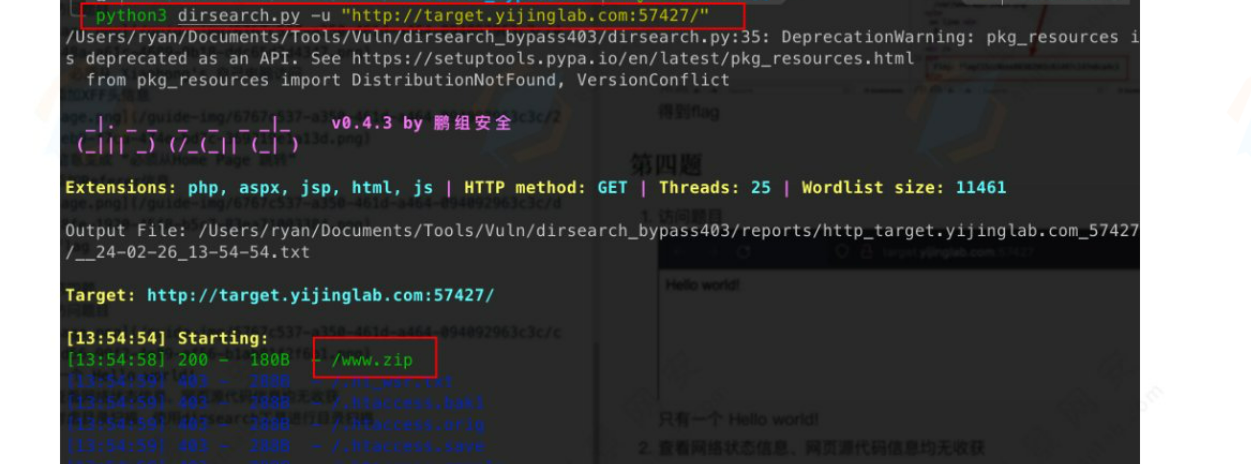 python3 dirsearch.py -u "http://target.yijinglab.com:57427/"
/Users/ryan/Documents/Tools/Vuln/dirsearch_bypass403/dirsearch.py:35: DeprecationWarning: pkg_resources i
s deprecated as an API. See https://setuptools.pypa.io/en/latest/pkg_resources.html
from pkg_resources import DistributionNotFound, VersionConflict
得到flag
v0.4.3 by 鹏组安全
第四题
Extensions: php, aspx, jsp, html, js | HTTP method: GET | Threads: 25 | Wordlist size: 11461
1. 访问题目
Output File: /Users/ryan/Documents/Tools/Vuln/dirsearch_bypass403/reports/http_target.yijinglab.com_57427
/__24-02-26_13-54-54.txt
target.yijinglab.com:57427
Hello world!
Target: http://target.yijinglab.com:57427/
[13:54:54] Starting:
[13:54:58] 200 - 180B - /www.zip
[13:54:59] 403 - 288B - /.ht_wsr.txt
[13:54:59] 403 - 288B - /.htaccess.bak1
[13:54:59] 403 - 288B - /.htaccess.orig
[13:54:59] 403 - 288B - /.htaccess.save
只有一个 Hello world!
2. 查看网络状态信息、网页源代码信息均无收获